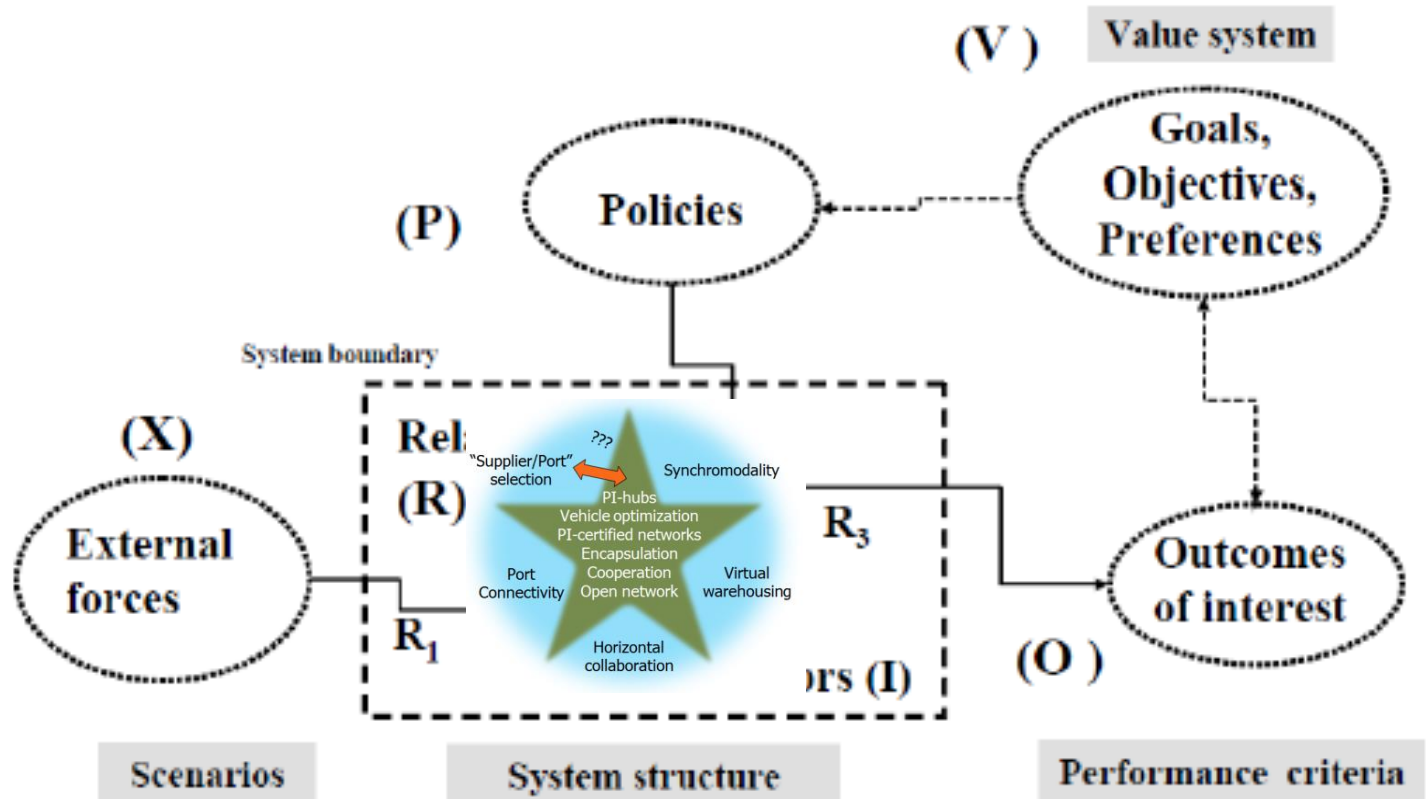 (V )
Value system
Goals,
Objectives,
Preferences
(P)
Policies
System boundary
(X)
External
forces
(R)
R1
???
“Supplier/Port”
selection
Synchromodality
PI-hubs
Vehicle optimization
PI-certified networks
Encapsulation
Cooperation
Open network
Port
Connectivity
Virtual
warehousing
Horizontal
collaboration
R3
(I)
(O )
Outcomes
of interest
Scenarios
System structure
Performance criteria